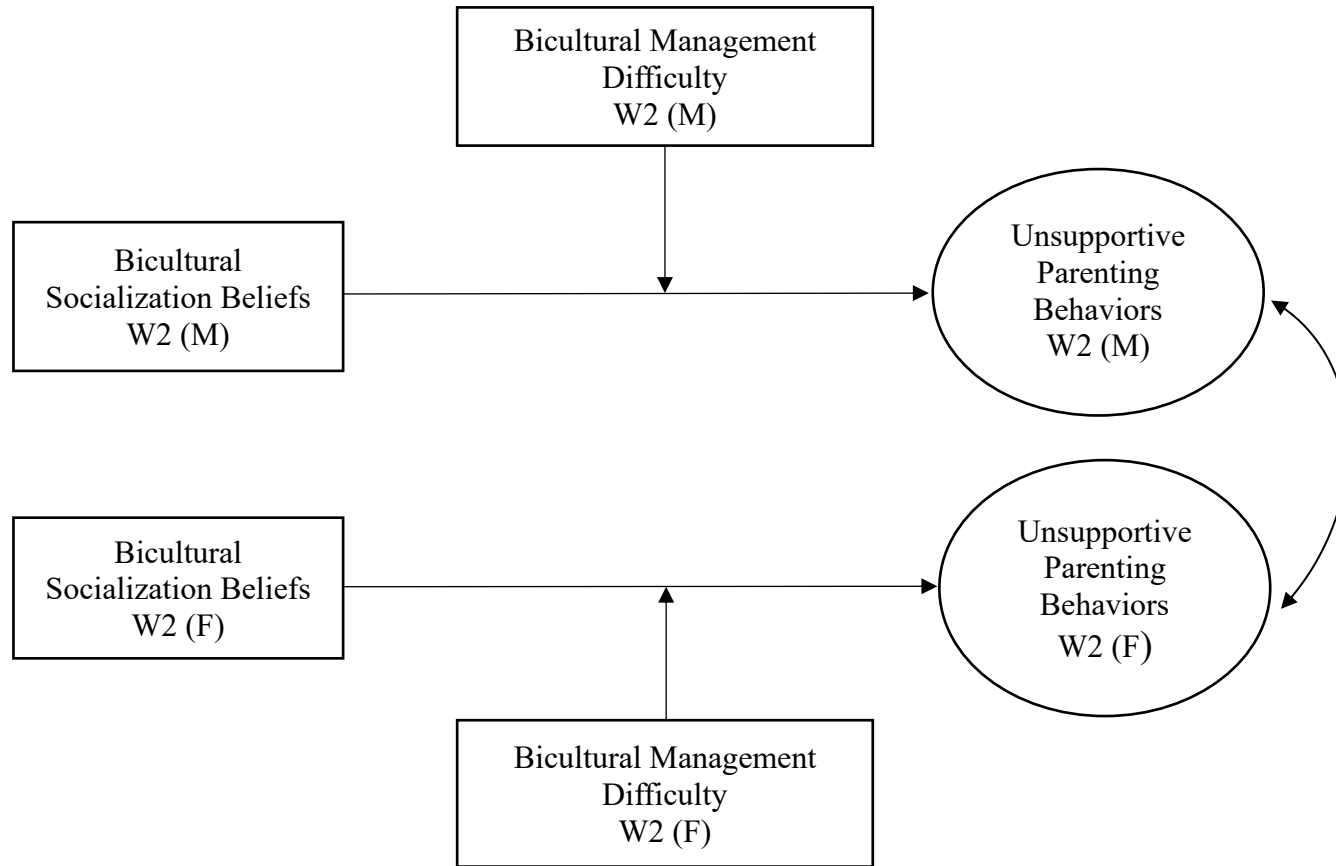 Bicultural Management
Difficulty
W2 (M)
Bicultural
Socialization Beliefs
W2 (M)
Unsupportive
Parenting
Behaviors
W2 (M)
Bicultural
Socialization Beliefs
W2 (F)
Unsupportive
Parenting
Behaviors
W2 (F)
Bicultural Management
Difficulty
W2 (F)